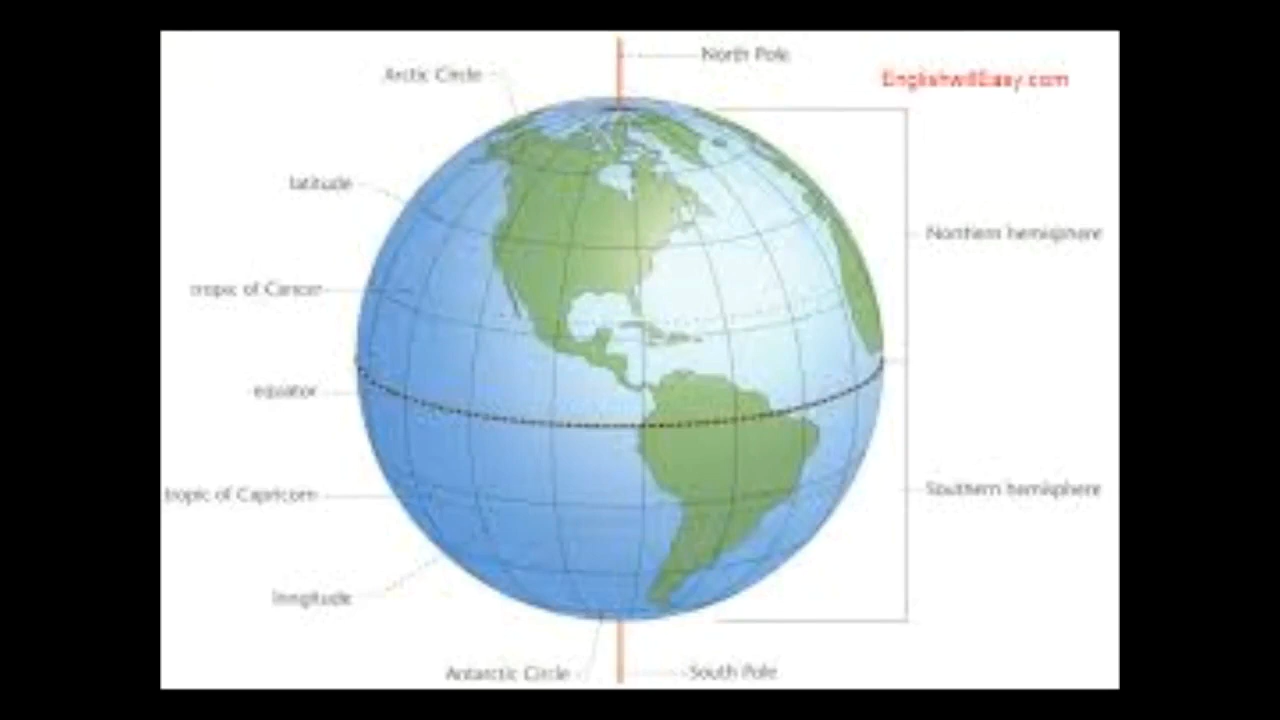 North Pole
Arctic Circle
EnglishwillEasy.com
latitude
Northern hemisphere
tropic of Cancer
equator
Southern hemisphere
tropic of Capricorn
longitude
Antarctic Circle
South Pole